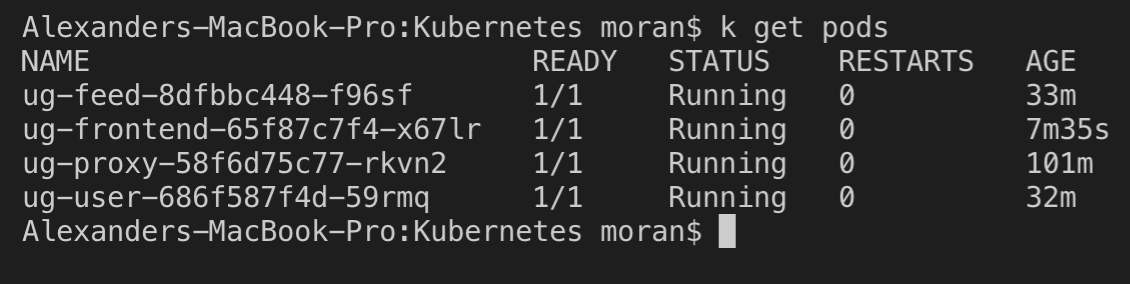 Alexanders-MacBook-Pro:Kubernetes moran$ k get pods
NAME READY STATUS RESTARTS AGE
ug-feed-8dfbbc448-f96sf 1/1 Running 0 33m
ug-frontend-65f87c7f4-x67lr 1/1 Running 0 7m35s
ug-proxy-58f6d75c77-rkvn2 1/1 Running 0 101m
ug-user-686f587f4d-59rmq 1/1 Running 0 32m
Alexanders-MacBook-Pro:Kubernetes moran$